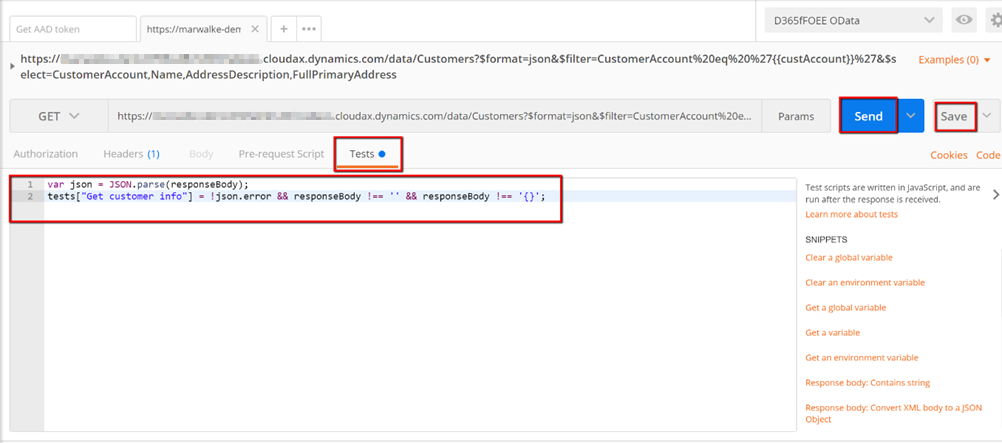 Get AAD token
https://marwalke-dem
D365fFOEE OData
https://
.cloudax.dynamics.com/data/Customers?$format=json&$filter=CustomerAccount%20eq%20%27{{custAccount}}%27&$s
elect=CustomerAccount,Name,AddressDescription,FullPrimaryAddress
Examples (0)
GET
https://
.cloudax.dynamics.com/data/Customers?$format=json&$filter=CustomerAccount%20e...
Params
Send
Save
Authorization
Headers (1)
Body
Pre-request Script
Tests
Cookies
Code
1 var json = JSON.parse(responseBody);
2 tests["Get customer info"] = !json.error && responseBody !== '' && responseBody !== '{}';
Test scripts are written in JavaScript, and are
run after the response is received.
Learn more about tests
SNIPPETS
Clear a global variable
Clear an environment variable
Get a global variable
Get a variable
Get an environment variable
Response body: Contains string
Response body: Convert XML body to a JSON
Object